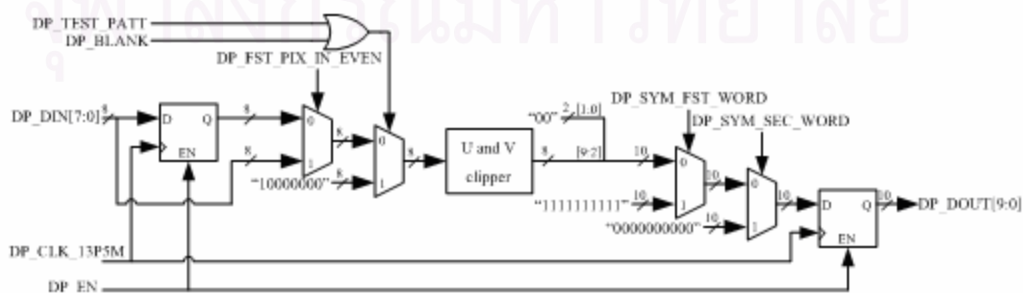 DP_TEST_PATT
DP_BLANK
DP_FST_PIX_IN_EVEN
DP_DIN[7:0]
8
D Q
EN
8
8
0
1
8
"10000000"
8
0
1
8
U and V
clipper
"00"
2
[1:0]
8
[9:2]
10
DP_SYM_FST_WORD
DP_SYM_SEC_WORD
0
1
"1111111111"
10
10
0
1
"0000000000"
10
10
D Q
EN
10
DP_DOUT[9:0]
DP_CLK_13P5M
DP_EN